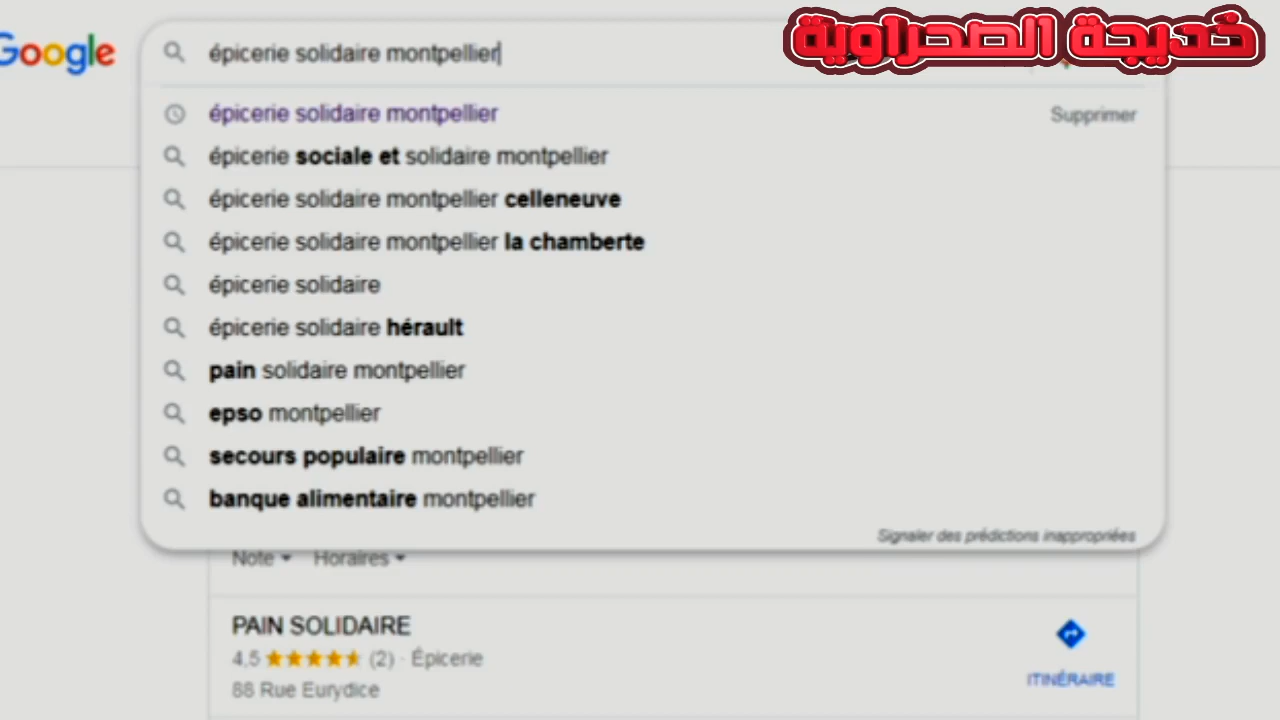 Google
épicerie solidaire montpellier
خديجة الصحراوية
épicerie solidaire montpellier
Supprimer
épicerie sociale et solidaire montpellier
épicerie solidaire montpellier celleneuve
épicerie solidaire montpellier la chamberte
épicerie solidaire
épicerie solidaire hérault
pain solidaire montpellier
epso montpellier
secours populaire montpellier
banque alimentaire montpellier
Signaler des prédictions inappropriées
Note Horaires
PAIN SOLIDAIRE
4,5 (2) · Épicerie
88 Rue Eurydice
ITINÉRAIRE